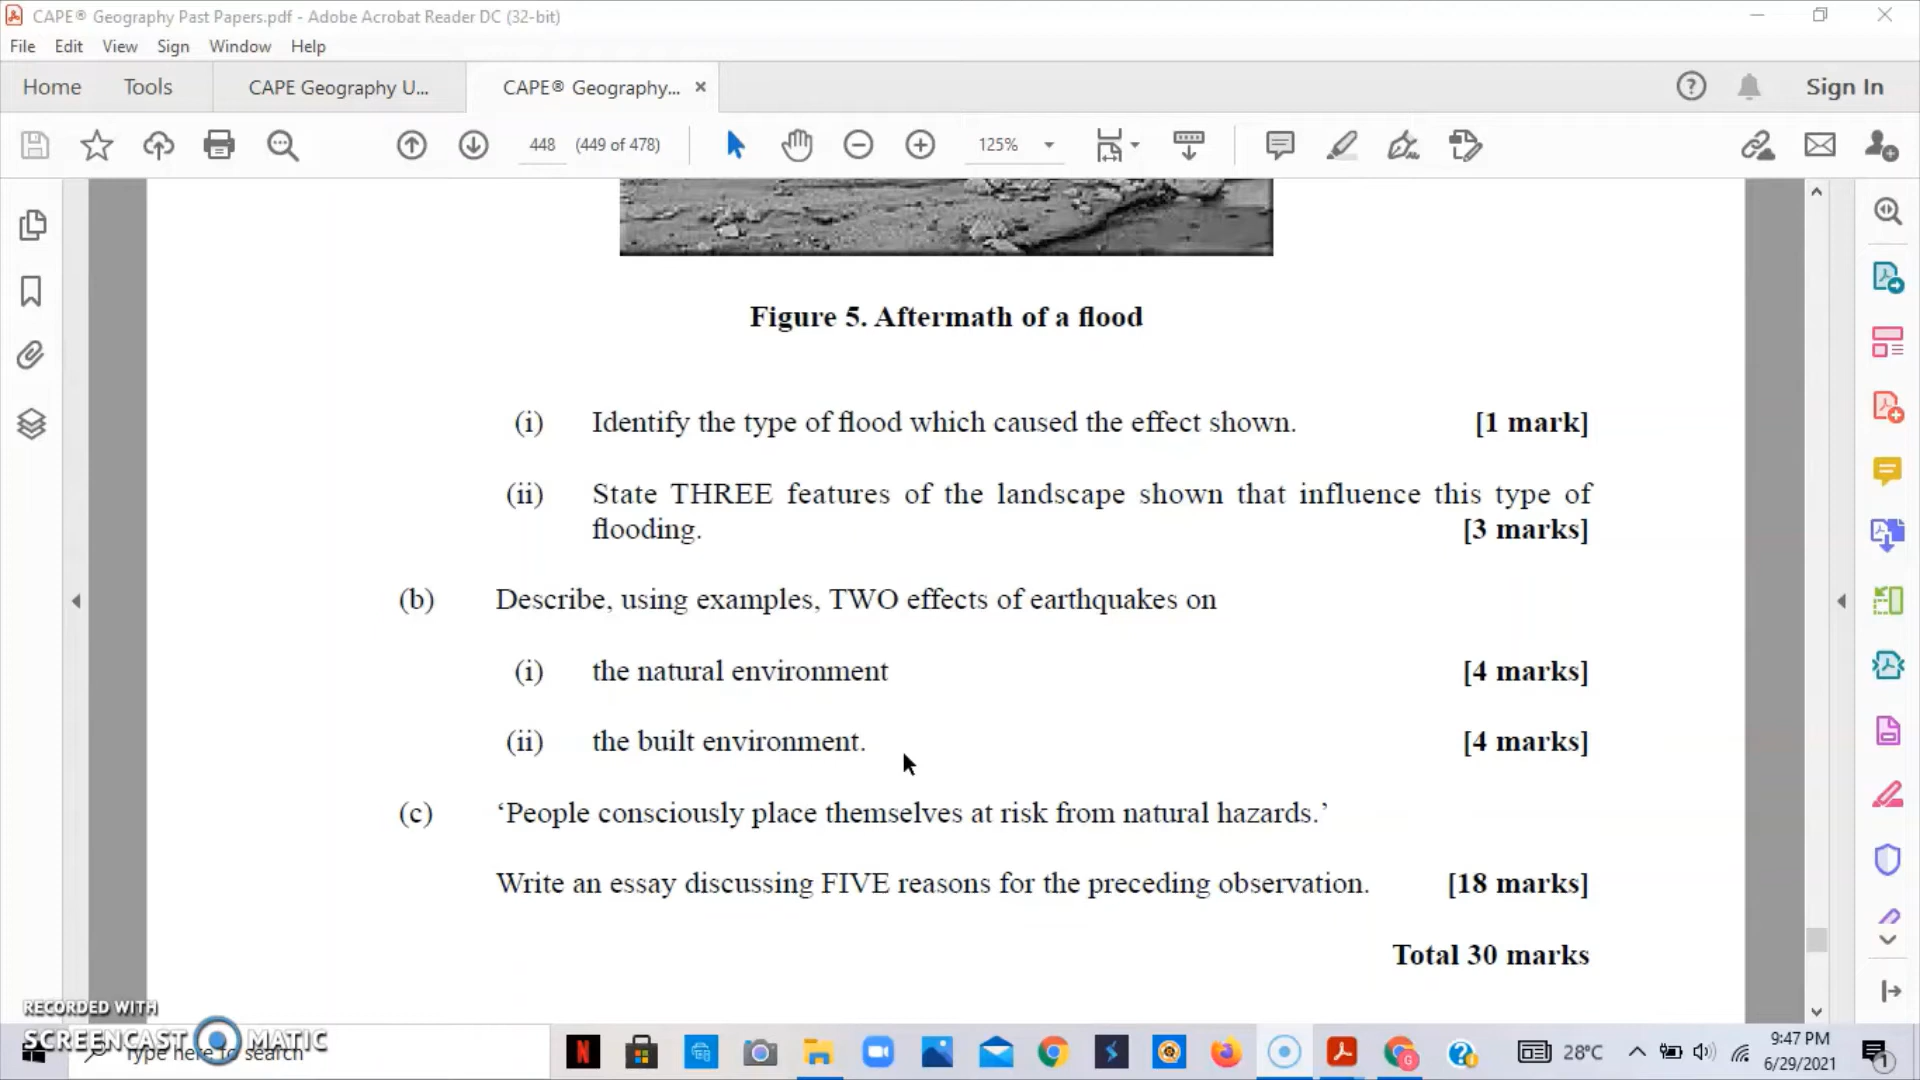 CAPE® Geography Past Papers.pdf - Adobe Acrobat Reader DC (32-bit)
File Edit View Sign Window Help
Home Tools CAPE Geography U... CAPE® Geography... × Sign In
448 (449 of 478) 125%
Figure 5. Aftermath of a flood
(i) Identify the type of flood which caused the effect shown. [1 mark]
(ii) State THREE features of the landscape shown that influence this type of
flooding. [3 marks]
(b) Describe, using examples, TWO effects of earthquakes on
(i) the natural environment [4 marks]
(ii) the built environment. [4 marks]
(c) ‘People consciously place themselves at risk from natural hazards.’
Write an essay discussing FIVE reasons for the preceding observation. [18 marks]
Total 30 marks
RECORDED WITH
SCREENCAST MATIC
Type here to search
28°C
9:47 PM
6/29/2021
1